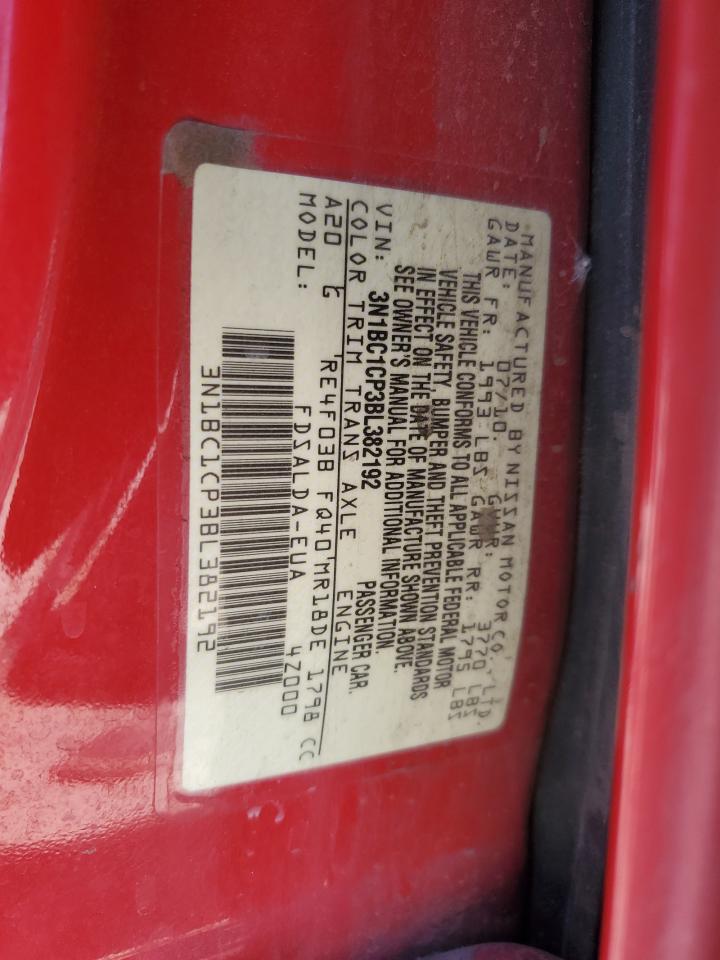 MANUFACTURED BY NISSAN MOTOR CO., LTD.
DATE: 07/10. GVWR: 3770 LBS
GAWR FR: 1993 LBS GAWR RR: 1795 LBS
THIS VEHICLE CONFORMS TO ALL APPLICABLE FEDERAL MOTOR
VEHICLE SAFETY, BUMPER AND THEFT PREVENTION STANDARDS
IN EFFECT ON THE DATE OF MANUFACTURE SHOWN ABOVE.
SEE OWNER'S MANUAL FOR ADDITIONAL INFORMATION.
VIN: 3N1BC1CP3BL382192 PASSENGER CAR.
COLOR TRIM TRANS AXLE ENGINE
A20 G RE4F03B FQ40 MR18DE 1798 CC
MODEL: FDSALDA-EUA 4Z000
3N1BC1CP3BL382192